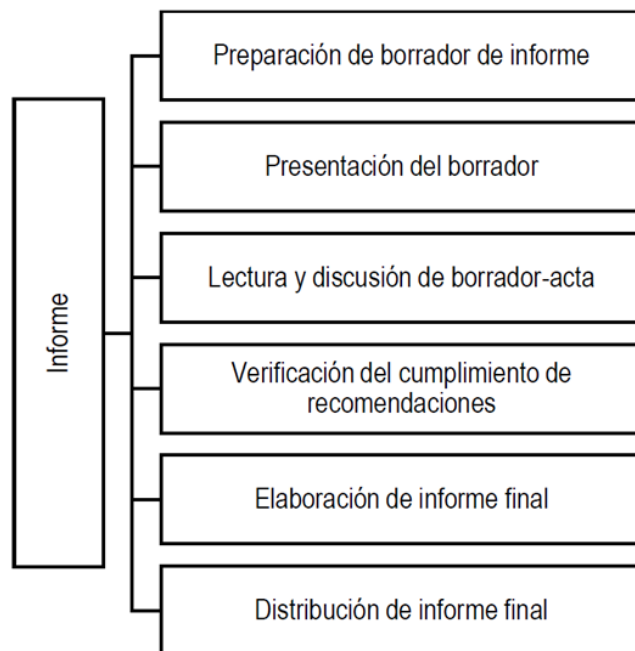 Informe
Preparación de borrador de informe
Presentación del borrador
Lectura y discusión de borrador-acta
Verificación del cumplimiento de
recomendaciones
Elaboración de informe final
Distribución de informe final